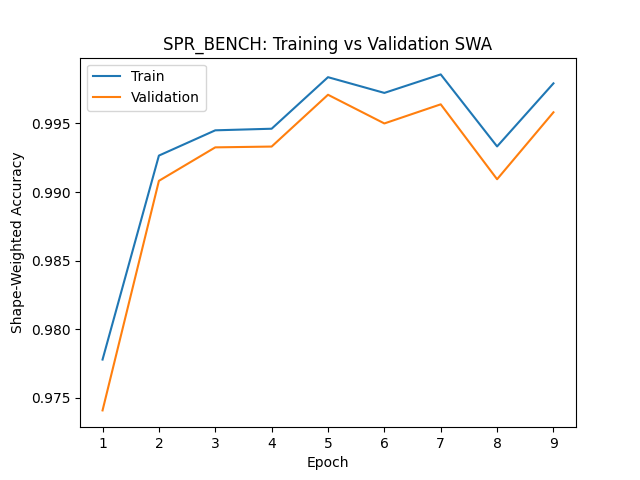 SPR_BENCH: Training vs Validation SWA
Train
Validation
Shape-Weighted Accuracy
0.995
0.990
0.985
0.980
0.975
1 2 3 4 5 6 7 8 9
Epoch